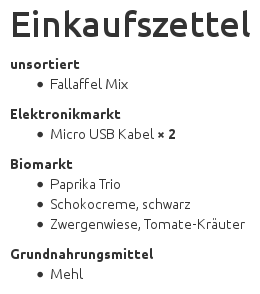 Einkaufszettel
unsortiert
• Fallaffel Mix
Elektronikmarkt
• Micro USB Kabel × 2
Biomarkt
• Paprika Trio
• Schokocreme, schwarz
• Zwergenwiese, Tomate-Kräuter
Grundnahrungsmittel
• Mehl